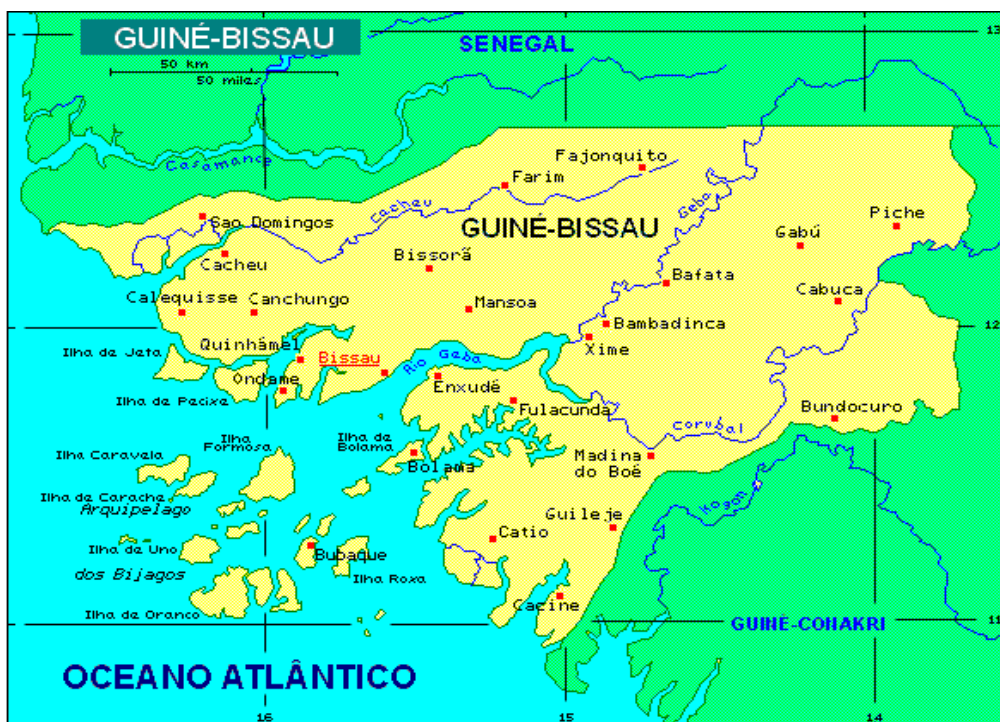 GUINÉ-BISSAU
50 km
50 miles
SENEGAL
13
Casamance
Fajonquito
Farim
Geba
Cacheu
Sao Domingos
GUINÉ-BISSAU
Piche
Gabú
Cacheu
Bissorã
Bafata
Calequisse
Canchungo
Mansoa
Cabuca
Bambadinca
12
Quinhámel
Xime
Ilha de Jeta
Bissau
Rio Geba
Ondame
Enxudé
Ilha de Pecixe
Fulacunda
Bundocuro
Corubal
Ilha
Formosa
Ilha de
Bolama
Ilha Caravela
Bolama
Madina
do Boé
Ilha de Carache
Kogon
Arquipelago
Guileje
Catio
Ilha de Uno
Bubaque
dos Bijagos
Ilha Roxa
Cacine
Ilha de Oranco
GUINÉ-CONAKRI
11
OCEANO ATLÂNTICO
16
15
14